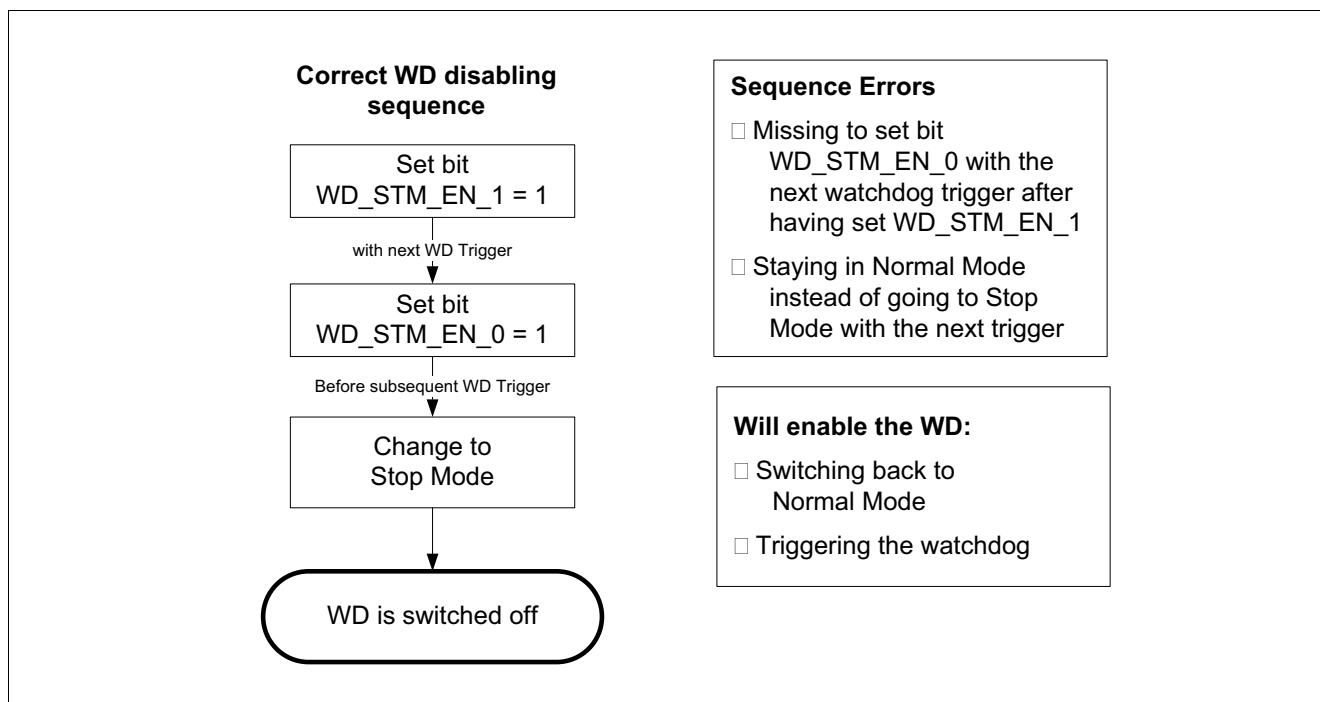 Correct WD disabling
sequence
Set bit
WD_STM_EN_1 = 1
with next WD Trigger
Set bit
WD_STM_EN_0 = 1
Before subsequent WD Trigger
Change to
Stop Mode
WD is switched off
Sequence Errors
□ Missing to set bit
WD_STM_EN_0 with the
next watchdog trigger after
having set WD_STM_EN_1
□ Staying in Normal Mode
instead of going to Stop
Mode with the next trigger
Will enable the WD:
□ Switching back to
Normal Mode
□ Triggering the watchdog